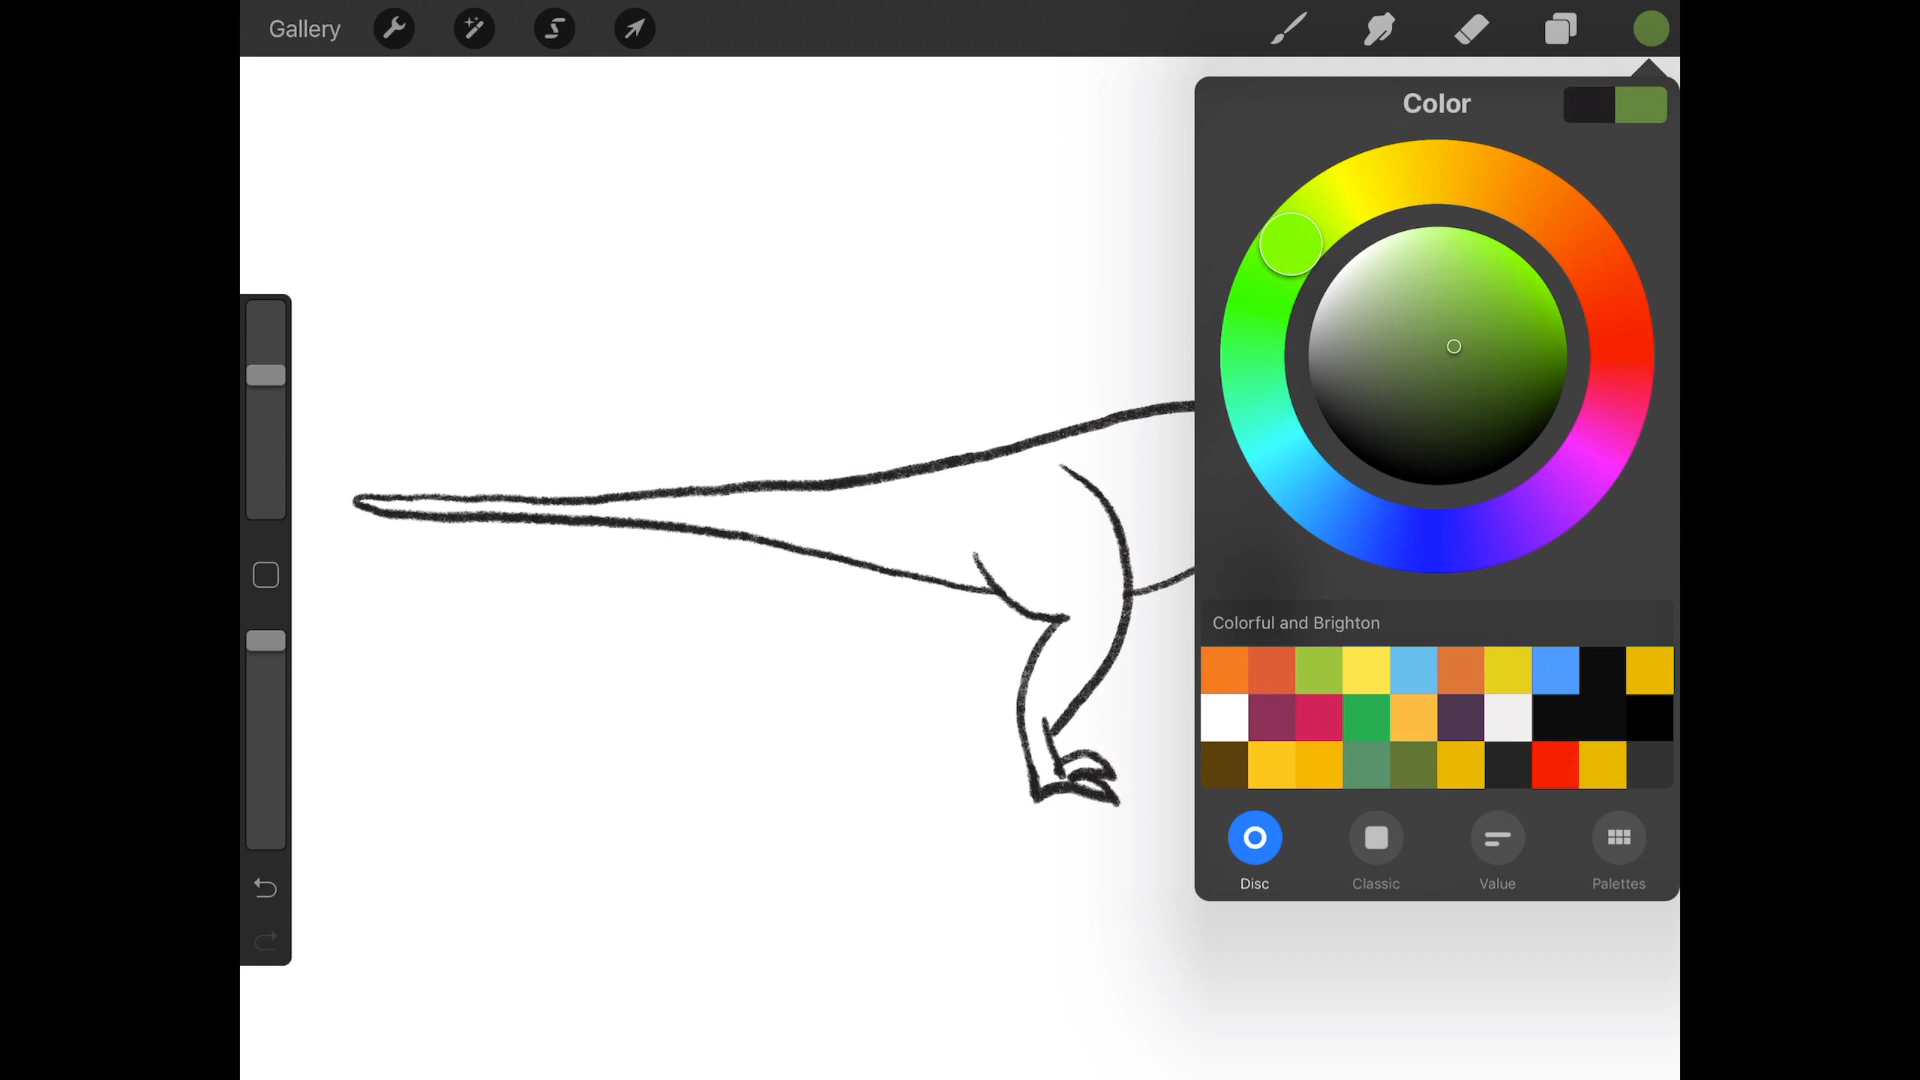 Gallery
Color
Colorful and Brighton
Disc
Classic
Value
Palettes